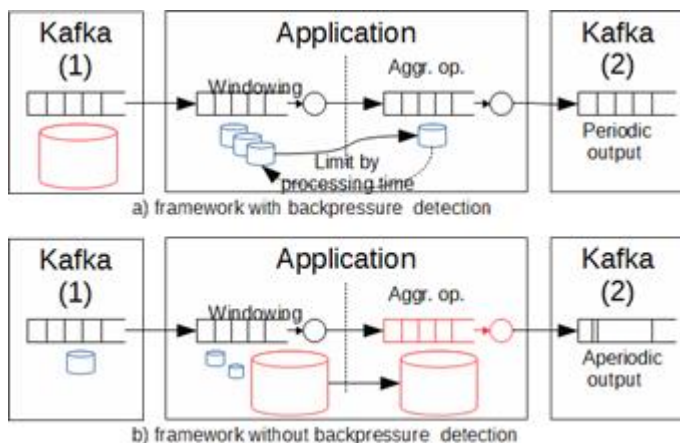 Kafka
(1)
Application
Kafka
(2)
Windowing
Aggr. op.
Limit by
processing time
Periodic
output
a) framework with backpressure detection
Kafka
(1)
Application
Kafka
(2)
Windowing
Aggr. op.
Aperiodic
output
b) framework without backpressure detection